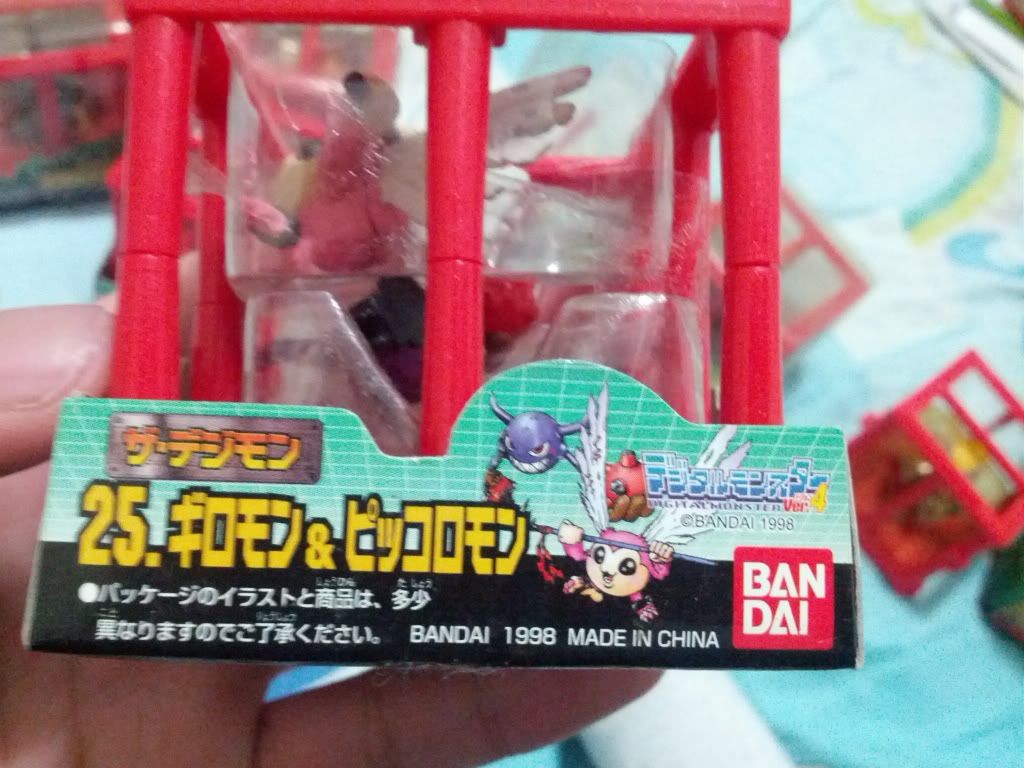 ザ・デジモン
25. ギロモン & ピッコロモン
デジタルモンスター
Ver.4
DIGITAL MONSTER
©BANDAI 1998
●パッケージのイラストと商品は、多少
異なりますのでご了承ください。
BANDAI 1998 MADE IN CHINA
BAN
DAI